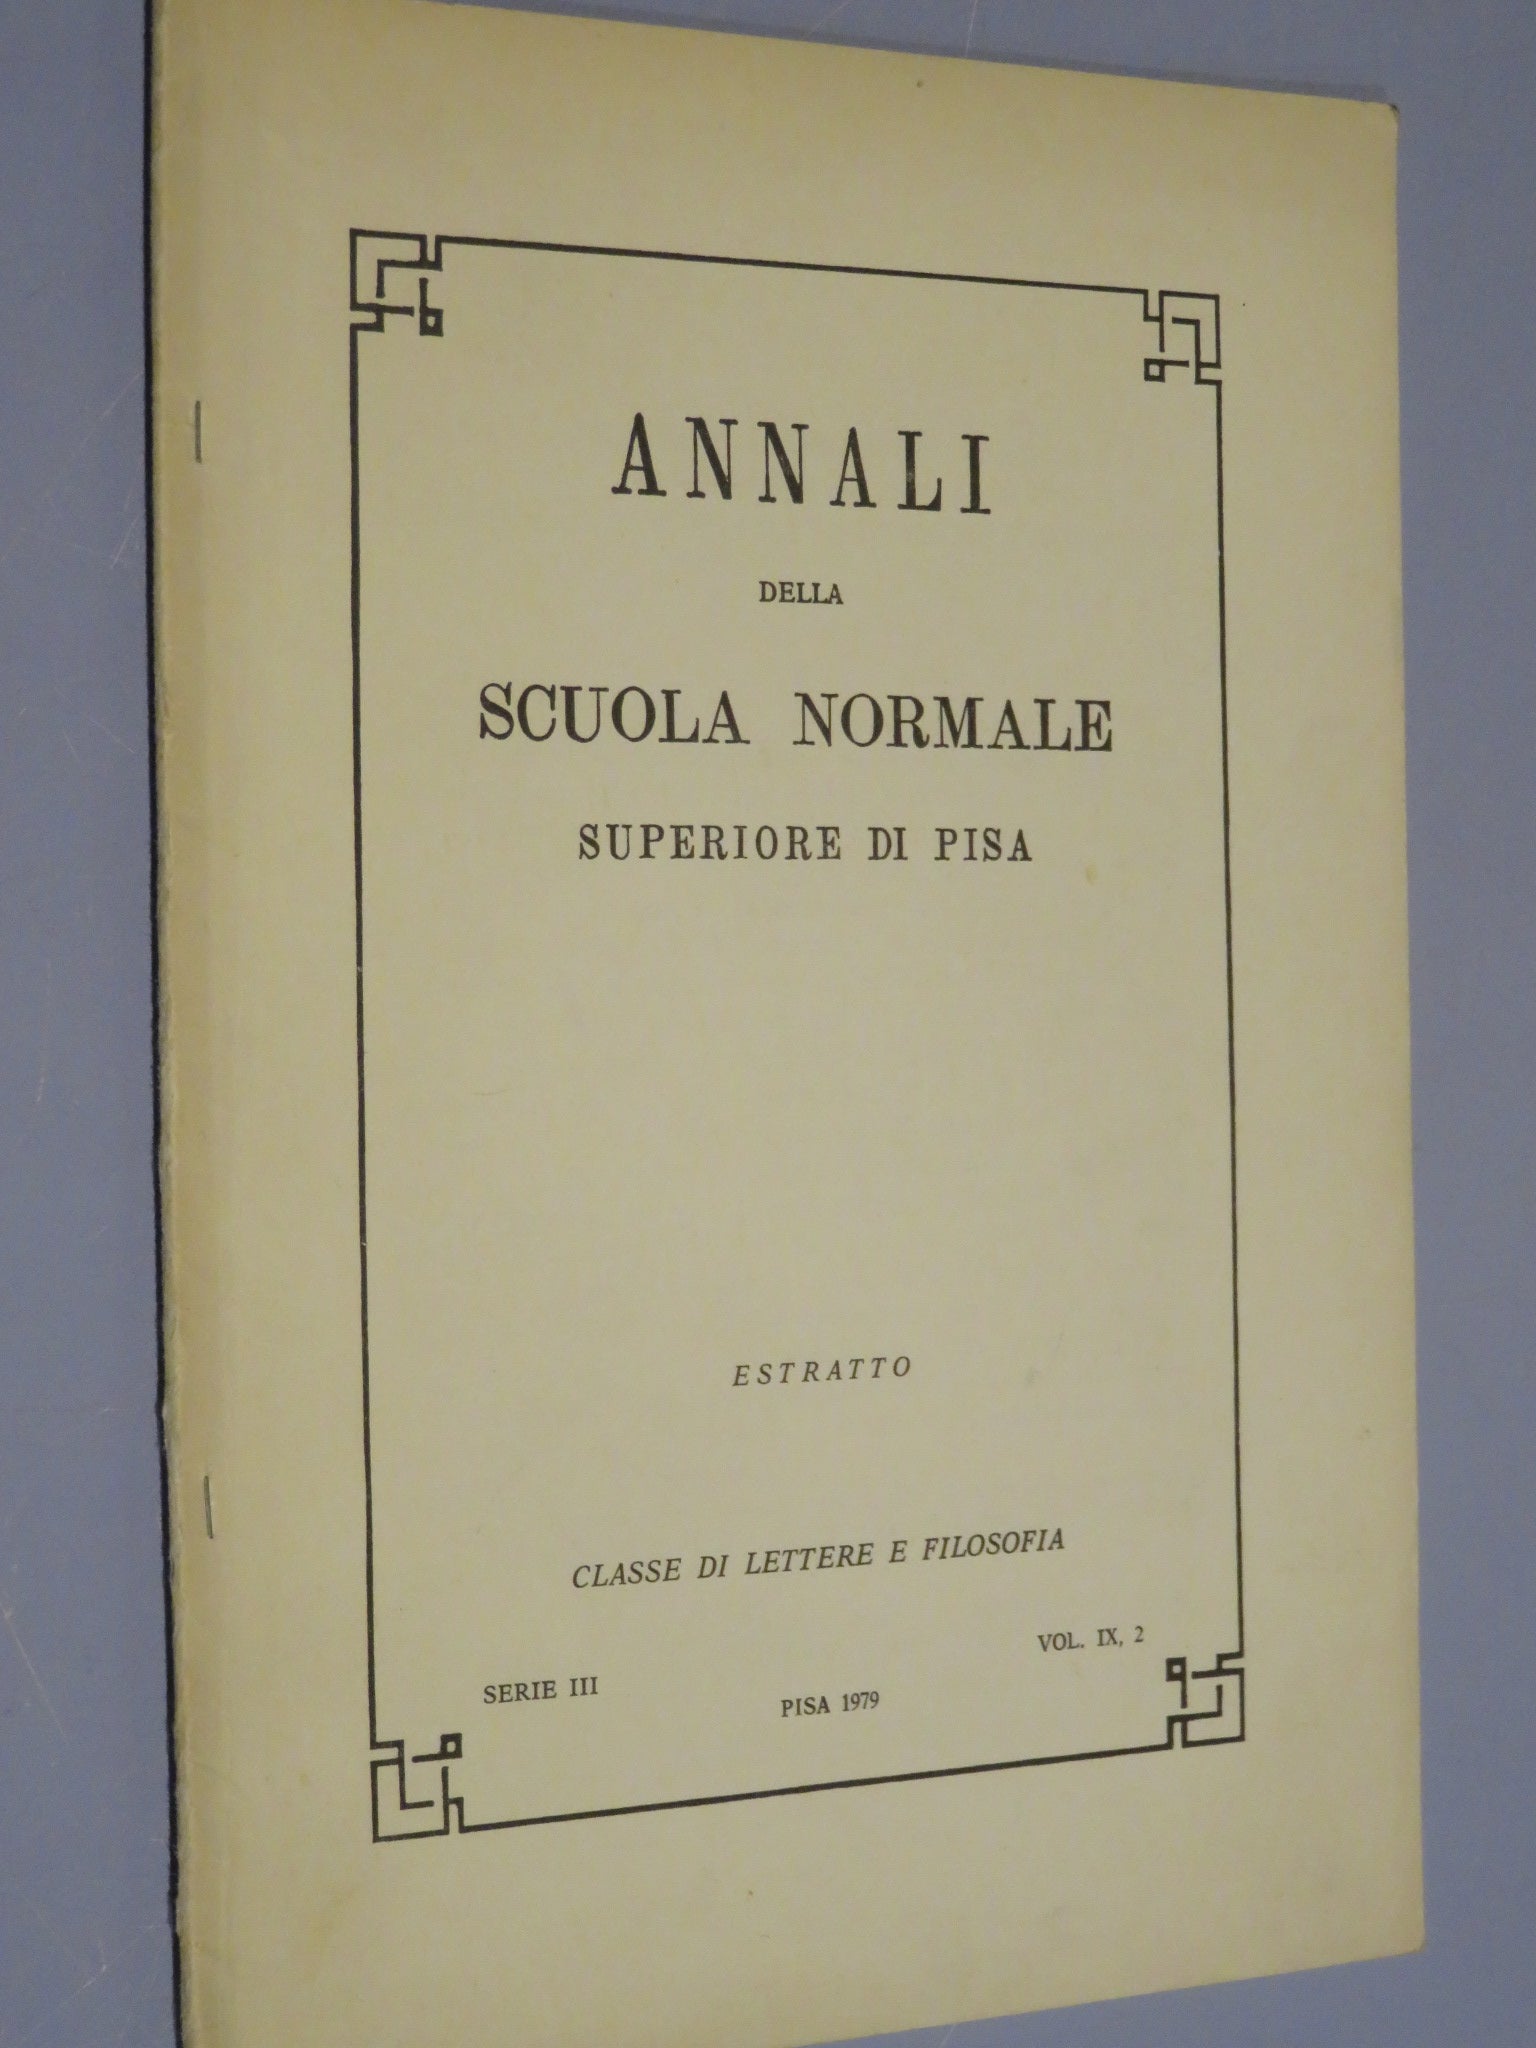 ANNALI
DELLA
SCUOLA NORMALE
SUPERIORE DI PISA
ESTRATTO
CLASSE DI LETTERE E FILOSOFIA
SERIE III
PISA 1979
VOL. IX, 2